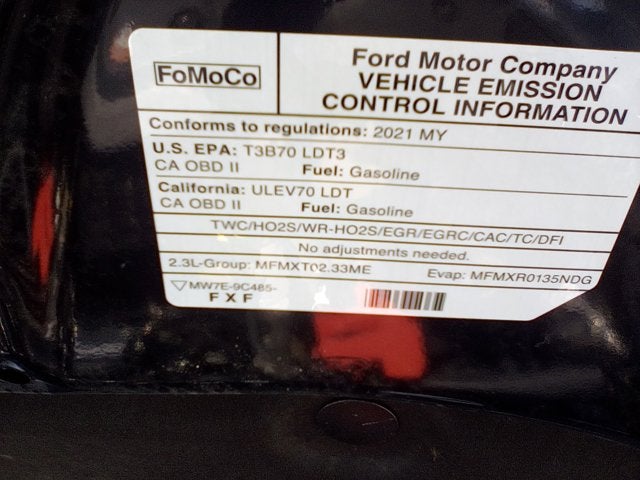 FoMoCo
Ford Motor Company
VEHICLE EMISSION
CONTROL INFORMATION
Conforms to regulations: 2021 MY
U.S. EPA: T3B70 LDT3
CA OBD II Fuel: Gasoline
California: ULEV70 LDT
CA OBD II Fuel: Gasoline
TWC/HO2S/WR-HO2S/EGR/EGRC/CAC/TC/DFI
No adjustments needed.
2.3L-Group: MFMXT02.33ME Evap: MFMXR0135NDG
MW7E-9C485-
FXF